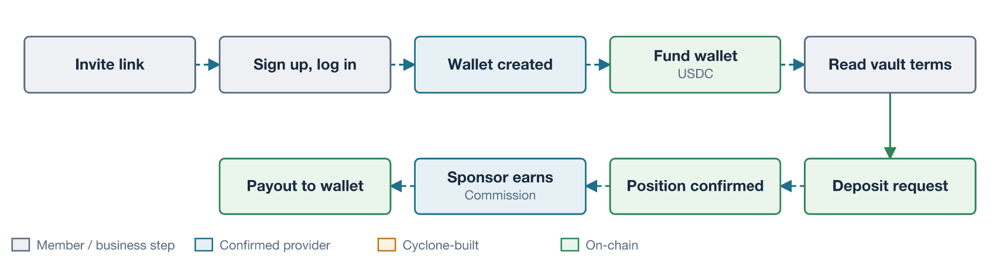 Invite link
Sign up, log in
Wallet created
Fund wallet
USDC
Read vault terms
Payout to wallet
Sponsor earns
Commission
Position confirmed
Deposit request
Member / business step
Confirmed provider
Cyclone-built
On-chain